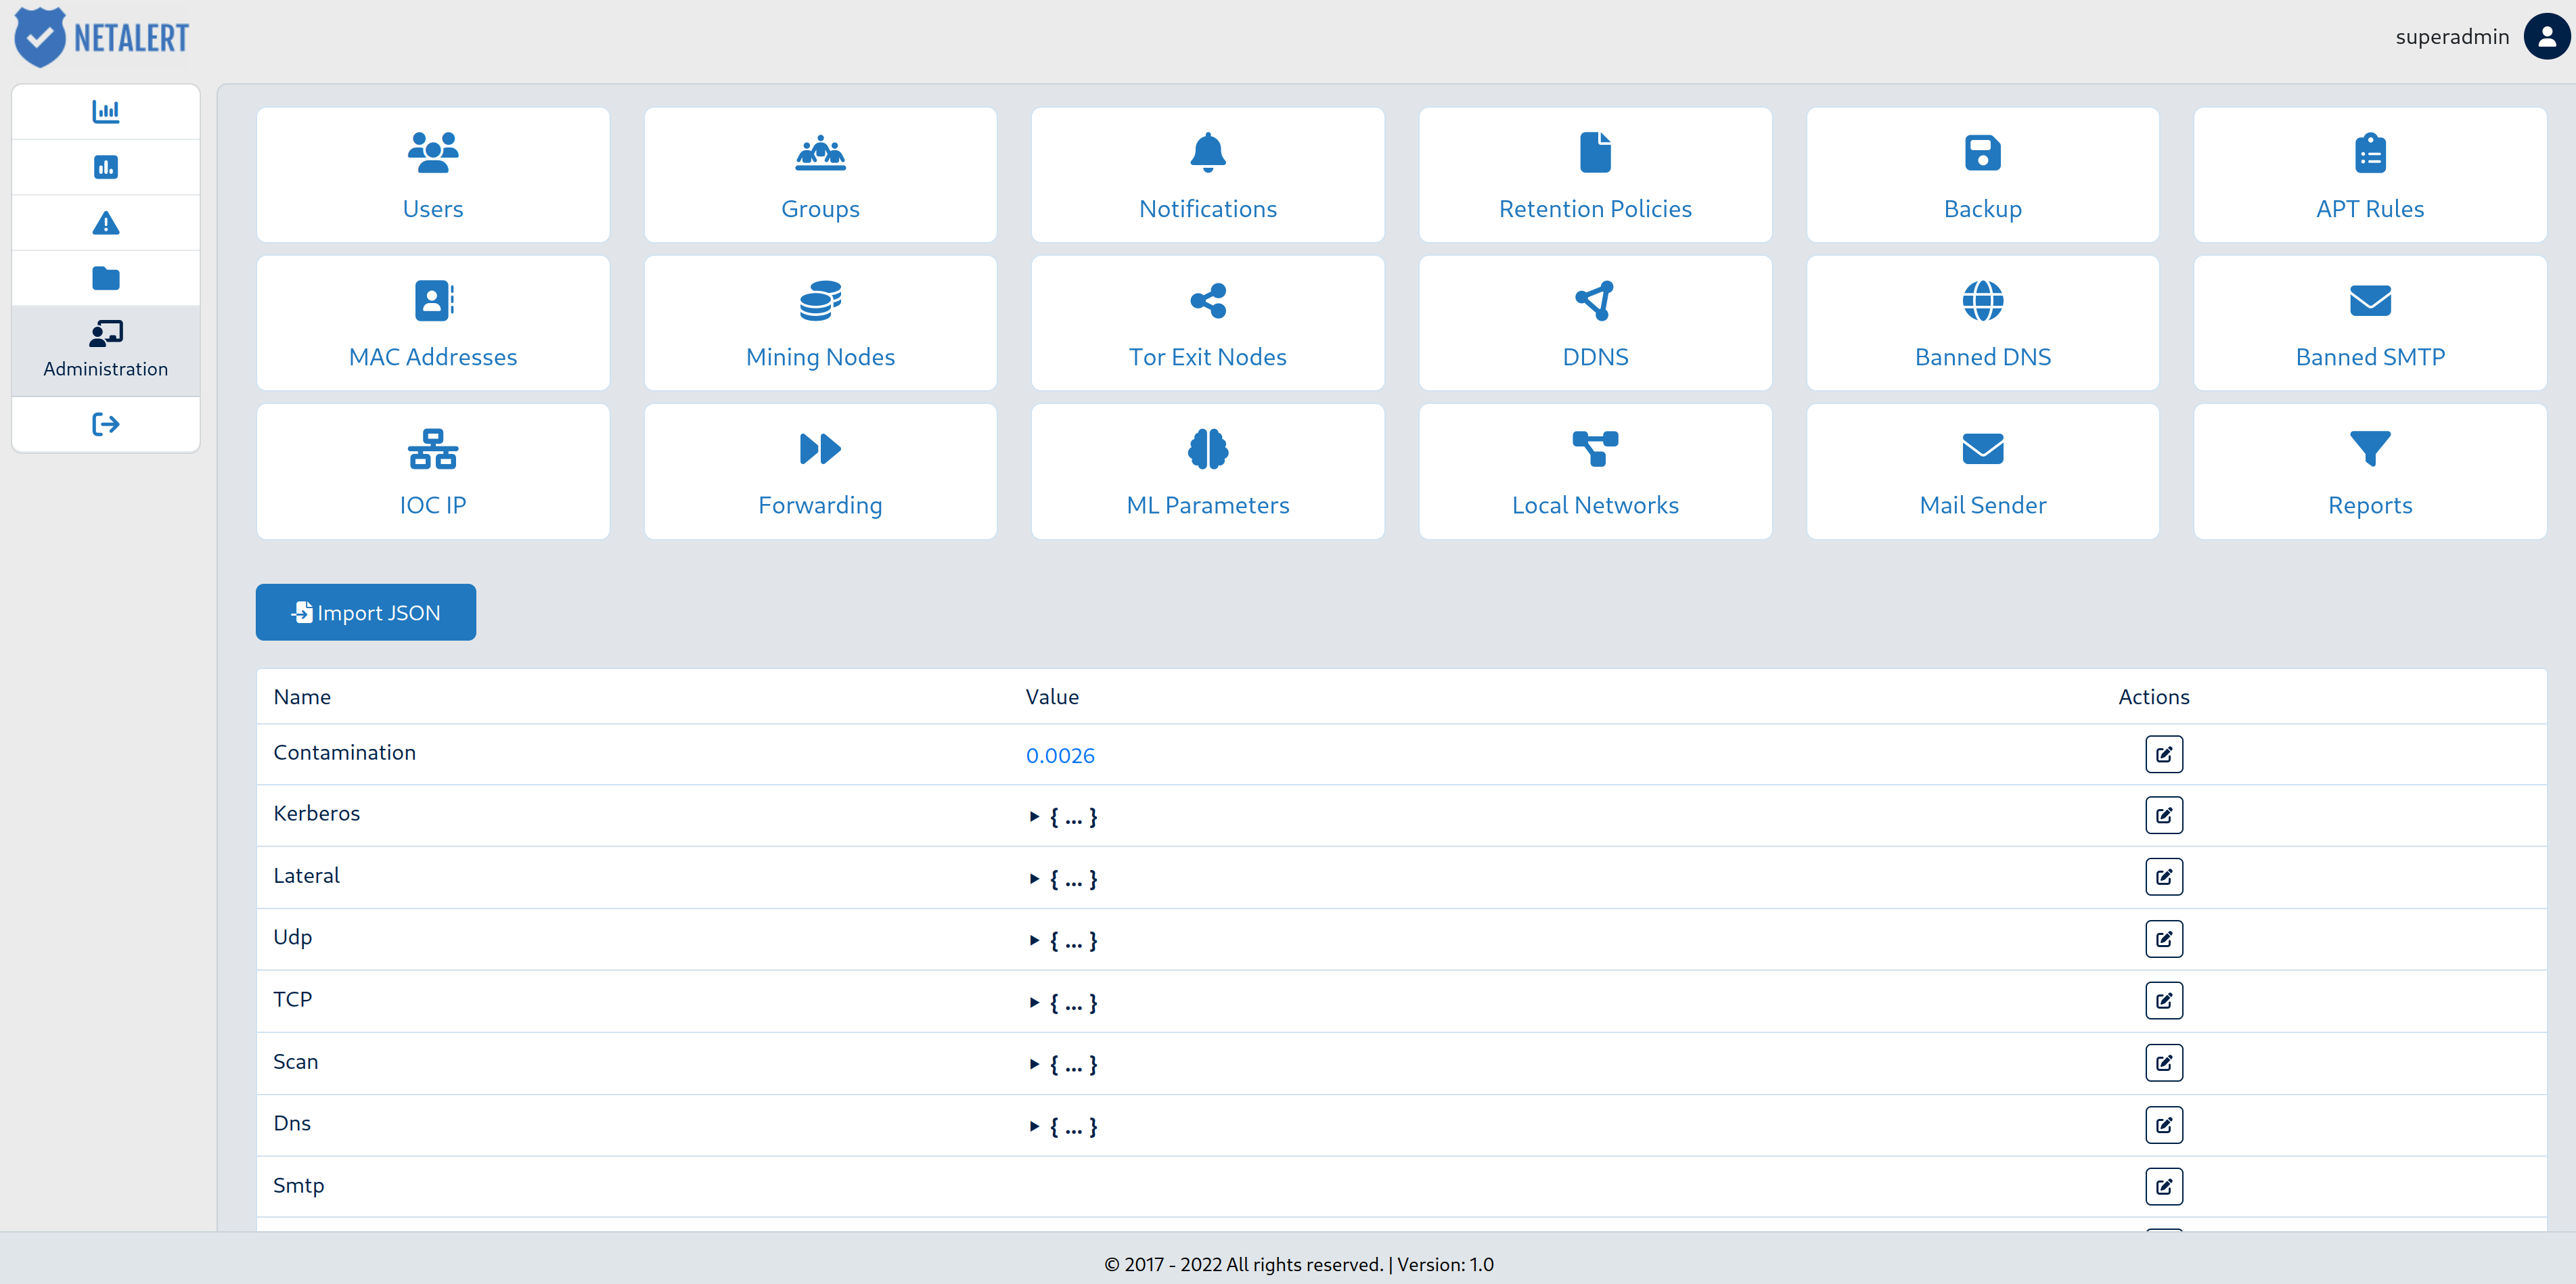 NETALERT
superadmin
Users
Groups
Notifications
Retention Policies
Backup
APT Rules
MAC Addresses
Mining Nodes
Tor Exit Nodes
DDNS
Banned DNS
Banned SMTP
Administration
IOC IP
Forwarding
ML Parameters
Local Networks
Mail Sender
Reports
Import JSON
Name Value Actions
Contamination 0.0026
Kerberos { ... }
Lateral { ... }
Udp { ... }
TCP { ... }
Scan { ... }
Dns { ... }
Smtp
© 2017 - 2022 All rights reserved. | Version: 1.0